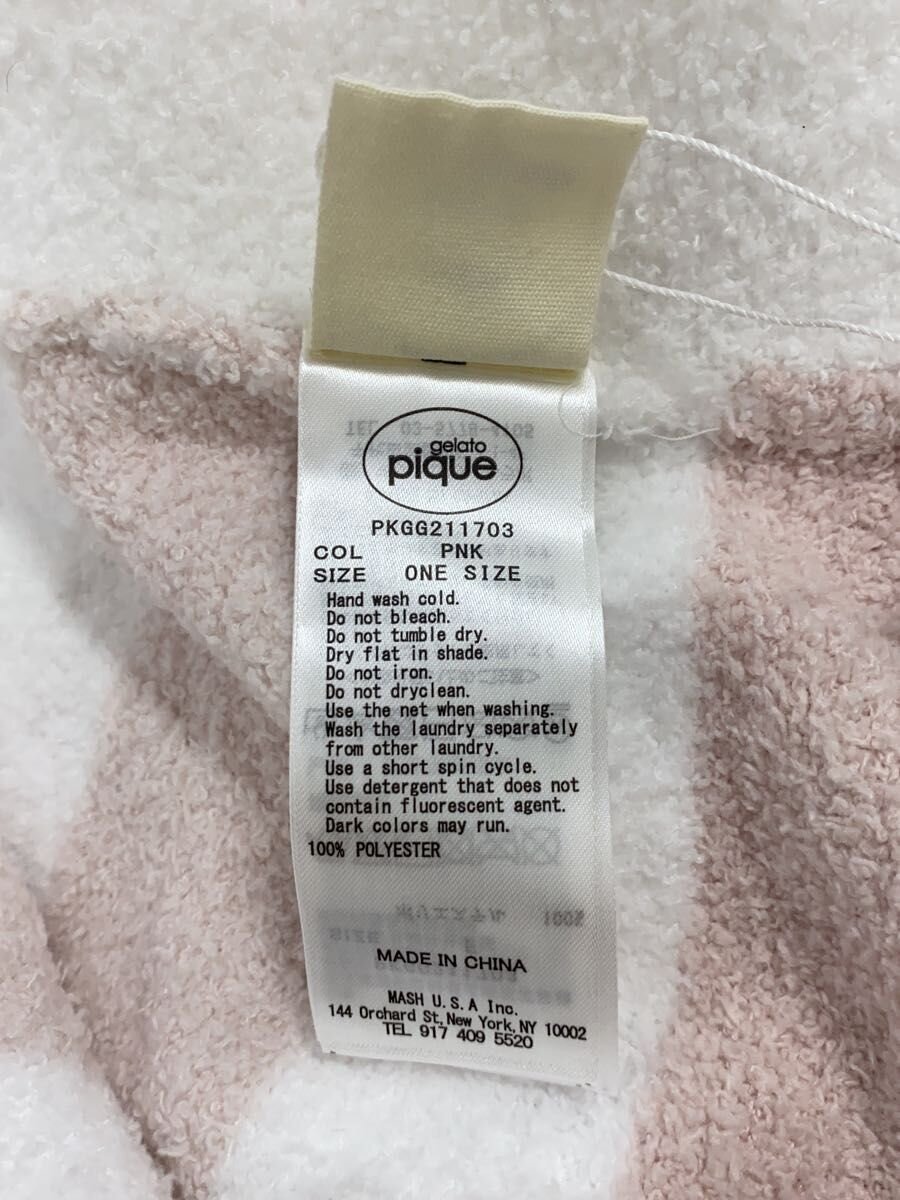 gelato
pique
PKGG211703
COL PNK
SIZE ONE SIZE
Hand wash cold.
Do not bleach.
Do not tumble dry.
Dry flat in shade.
Do not iron.
Do not dryclean.
Use the net when washing.
Wash the laundry separately
from other laundry.
Use a short spin cycle.
Use detergent that does not
contain fluorescent agent.
Dark colors may run.
100% POLYESTER
MADE IN CHINA
MASH U.S.A Inc.
144 Orchard St, New York, NY 10002
TEL 917 409 5520